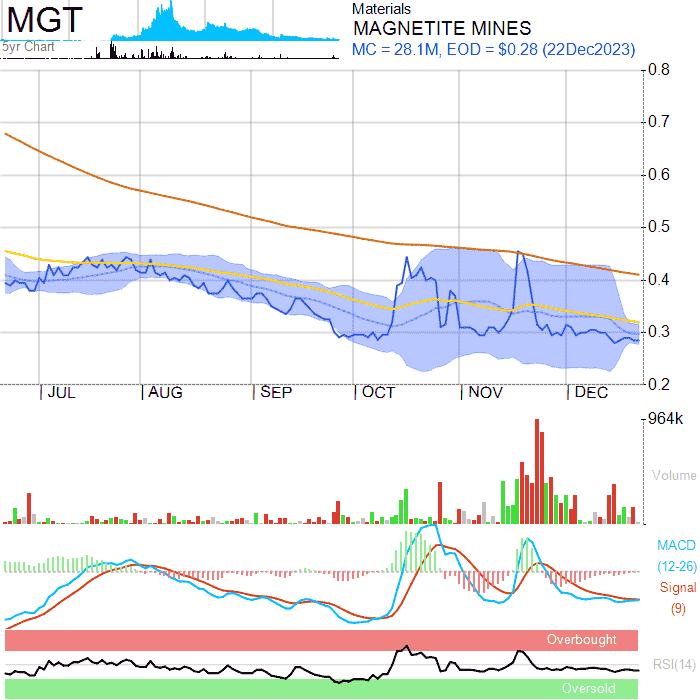 MGT
5yr Chart
Materials
MAGNETITE MINES
MC = 28.1M, EOD = $0.28 (22Dec2023)
0.8
0.7
0.6
0.5
0.4
0.3
0.2
JUL AUG SEP OCT NOV DEC
964k
Volume
MACD
(12-26)
Signal
(9)
Overbought
RSI(14)
Oversold